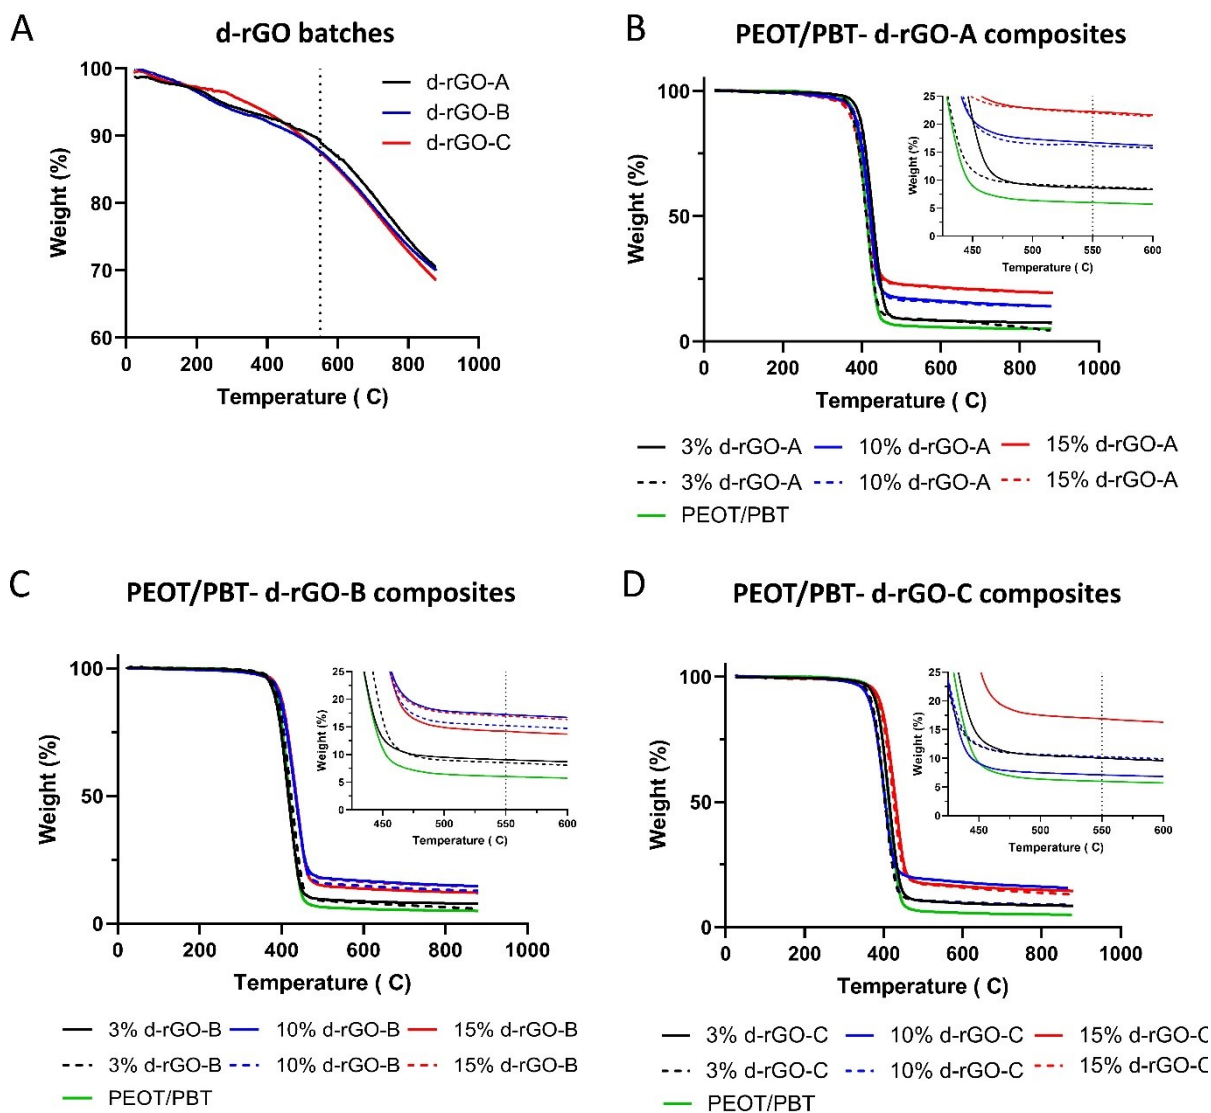 A
d-rGO batches
100
90
80
70
60
Weight (%)
0 200 400 600 800 1000
Temperature ( C)
d-rGO-A
d-rGO-B
d-rGO-C
B
PEOT/PBT- d-rGO-A composites
100
50
0
Weight (%)
0 200 400 600 800 1000
Temperature ( C)
25
20
15
10
5
0
Weight (%)
450 500 550 600
Temperature ( C)
3% d-rGO-A 10% d-rGO-A 15% d-rGO-A
3% d-rGO-A 10% d-rGO-A 15% d-rGO-A
PEOT/PBT
C
PEOT/PBT- d-rGO-B composites
100
50
0
Weight (%)
0 200 400 600 800 1000
Temperature ( C)
25
20
15
10
5
0
Weight (%)
450 500 550 600
Temperature ( C)
3% d-rGO-B 10% d-rGO-B 15% d-rGO-B
3% d-rGO-B 10% d-rGO-B 15% d-rGO-B
PEOT/PBT
D
PEOT/PBT- d-rGO-C composites
100
50
0
Weight (%)
0 200 400 600 800 1000
Temperature ( C)
25
20
15
10
5
0
Weight (%)
450 500 550 600
Temperature ( C)
3% d-rGO-C 10% d-rGO-C 15% d-rGO-C
3% d-rGO-C 10% d-rGO-C 15% d-rGO-C
PEOT/PBT